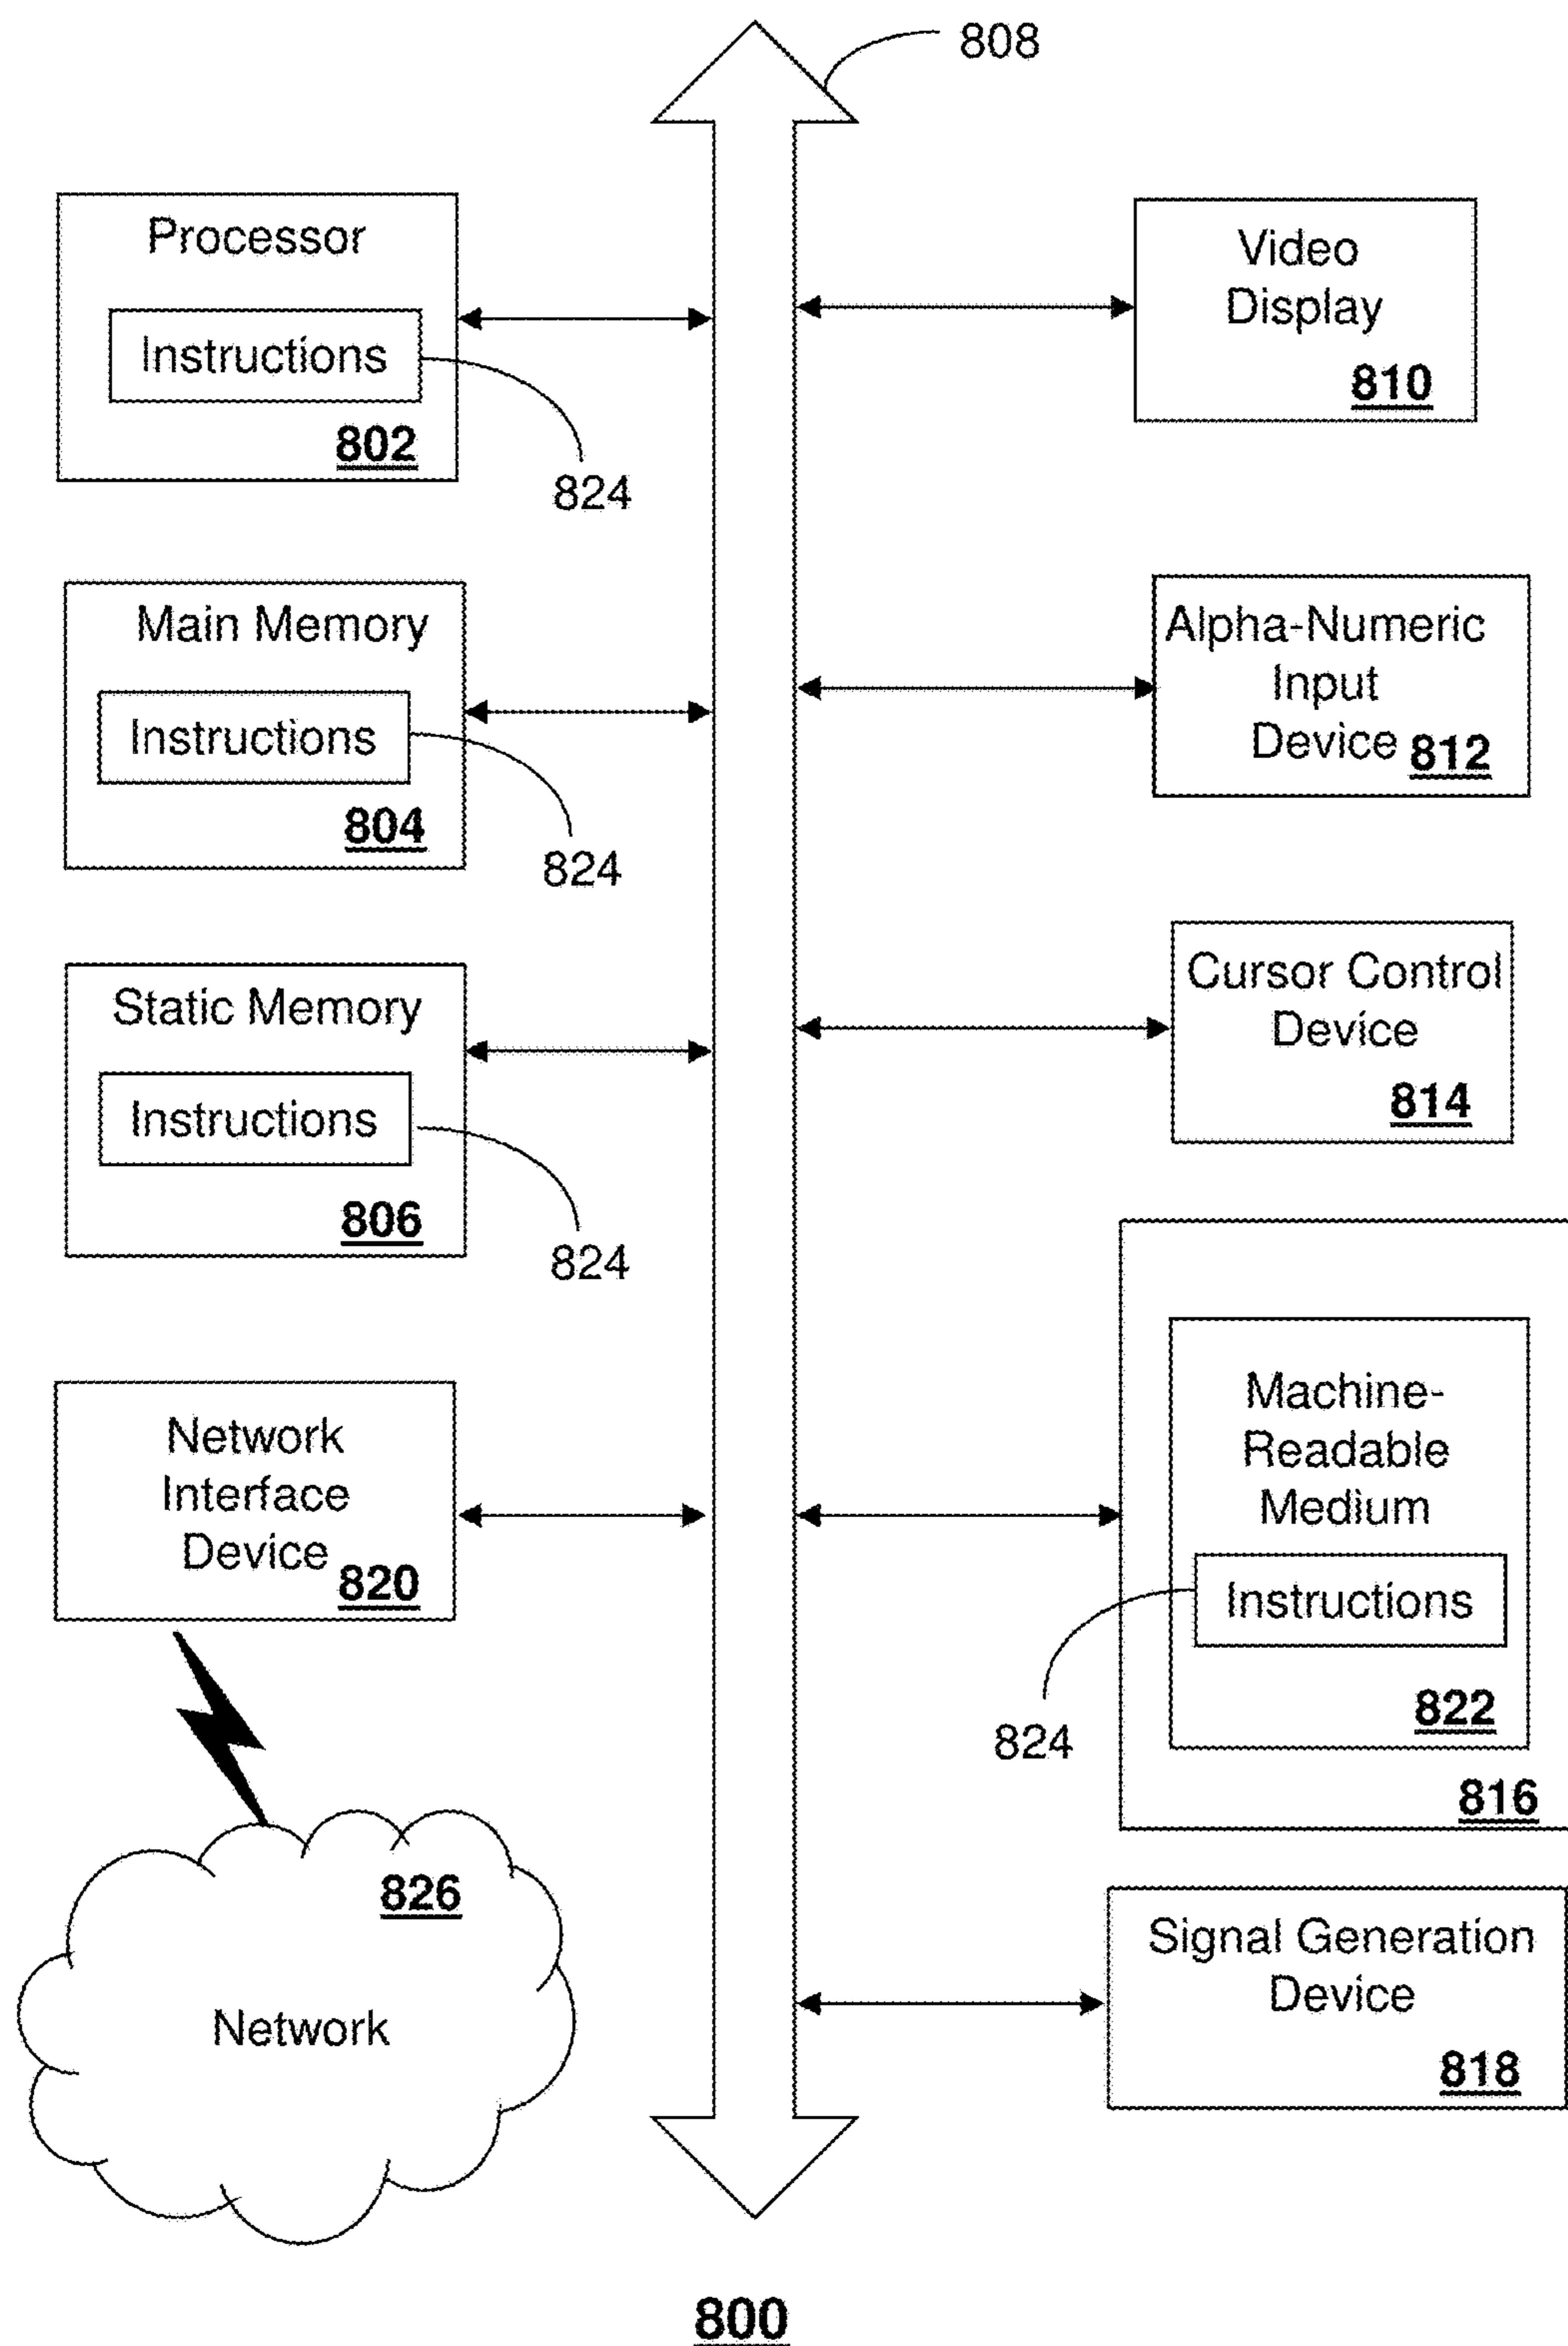 808
Processor
Instructions
802
824
Main Memory
Instructions
804
824
Static Memory
Instructions
806
824
Network
Interface
Device
820
826
Network
Video
Display
810
Alpha-Numeric
Input
Device 812
Cursor Control
Device
814
Machine-
Readable
Medium
Instructions
824
822
816
Signal Generation
Device
818
800